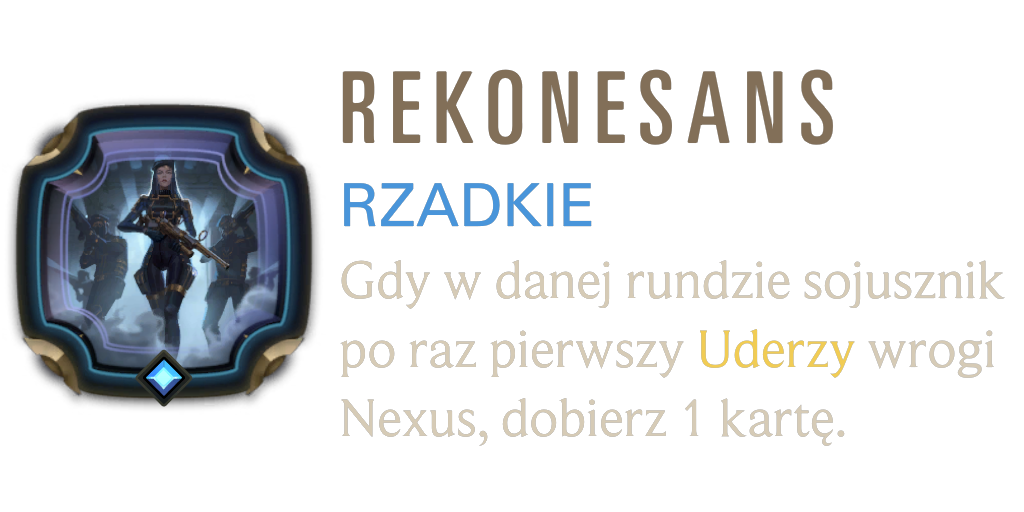 REKONESANS
RZADKIE
Gdy w danej rundzie sojusznik
po raz pierwszy Uderzy wrogi
Nexus, dobierz 1 kartę.